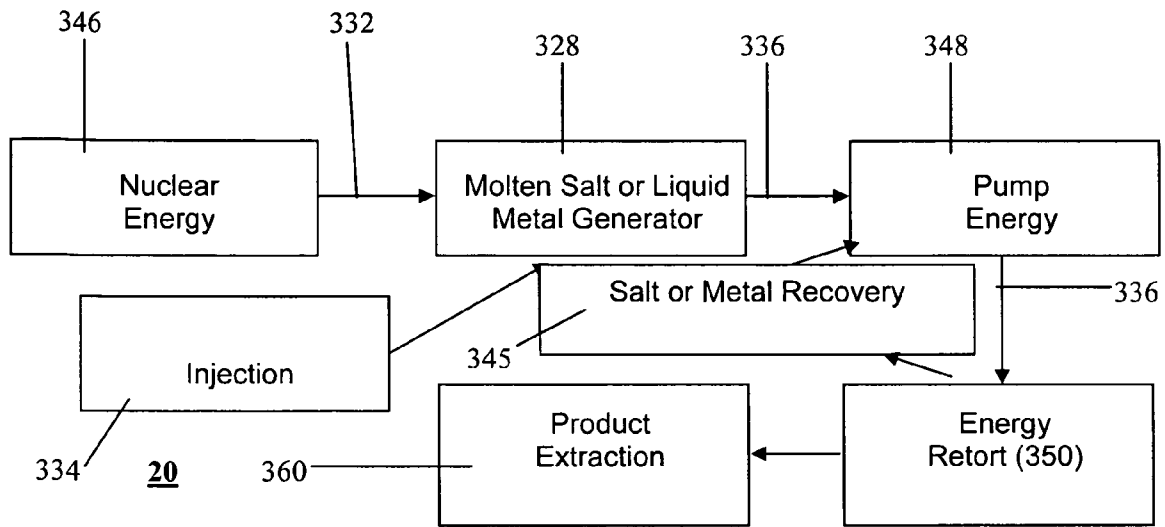 346
332
328
336
348
Nuclear
Energy
Molten Salt or Liquid
Metal Generator
Pump
Energy
Salt or Metal Recovery
336
345
Injection
334
20
360
Product
Extraction
Energy
Retort (350)